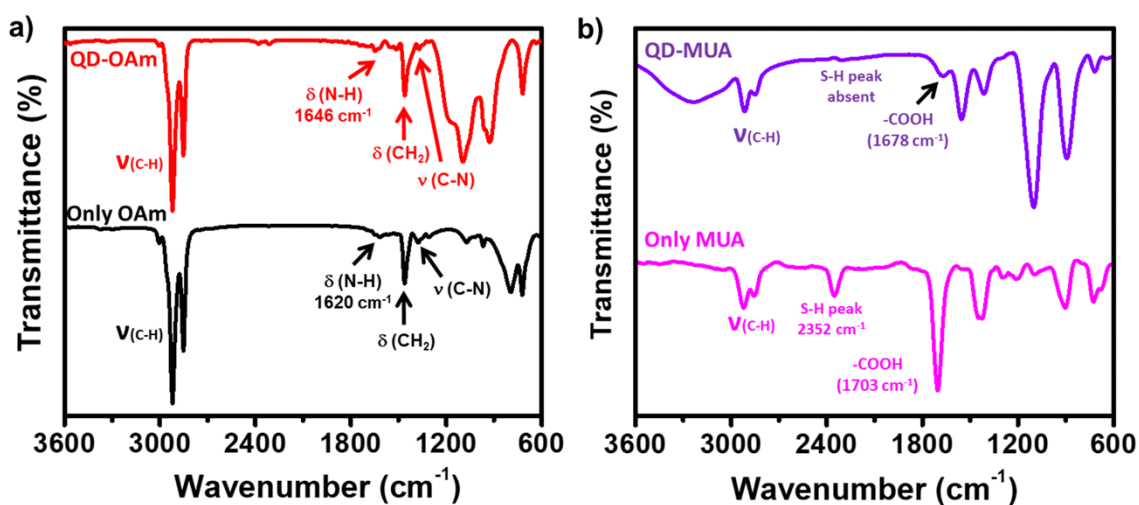 a)
QD-OAm
δ (N-H)
1646 cm⁻¹
δ (CH₂)
ν (C-N)
ν(C-H)
Only OAm
δ (N-H)
1620 cm⁻¹
ν (C-N)
ν(C-H)
δ (CH₂)
Transmittance (%)
3600 3000 2400 1800 1200 600
Wavenumber (cm⁻¹)
b)
QD-MUA
S-H peak
absent
-COOH
(1678 cm⁻¹)
ν(C-H)
Only MUA
S-H peak
2352 cm⁻¹
ν(C-H)
-COOH
(1703 cm⁻¹)
Transmittance (%)
3600 3000 2400 1800 1200 600
Wavenumber (cm⁻¹)